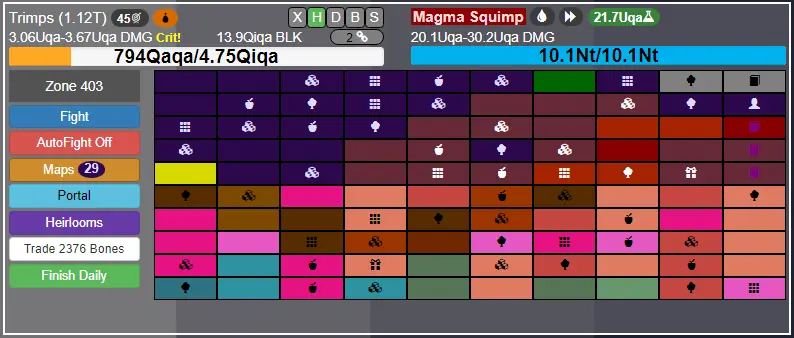 Trimps (1.12T) 45
X H D B S
3.06Uqa-3.67Uqa DMG Crit!
13.9Qiqa BLK
2
794Qaqa/4.75Qiqa
Magma Squimp
21.7Uqa
20.1Uqa-30.2Uqa DMG
10.1Nt/10.1Nt
Zone 403
Fight
AutoFight Off
Maps 29
Portal
Heirlooms
Trade 2376 Bones
Finish Daily